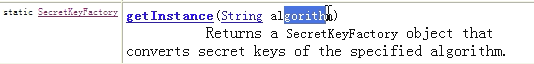 static SecretKeyFactory
getInstance(String algorithm)
Returns a SecretKeyFactory object that
converts secret keys of the specified algorithm.